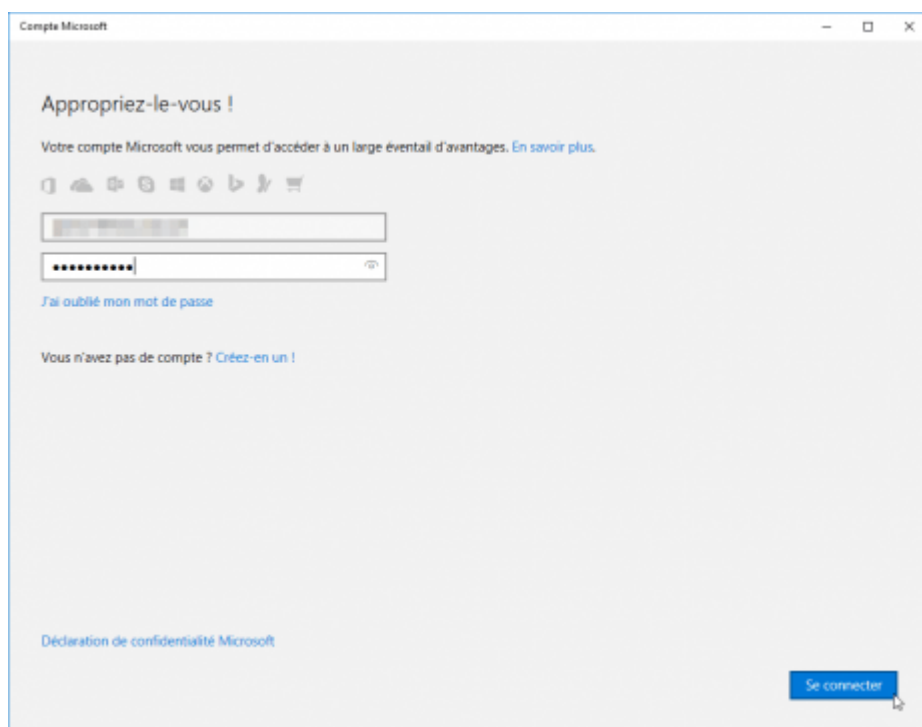 Compte Microsoft
Appropriez-le-vous !
Votre compte Microsoft vous permet d'accéder à un large éventail d'avantages. En savoir plus.
••••••••••
J'ai oublié mon mot de passe
Vous n'avez pas de compte ? Créez-en un !
Déclaration de confidentialité Microsoft
Se connecter